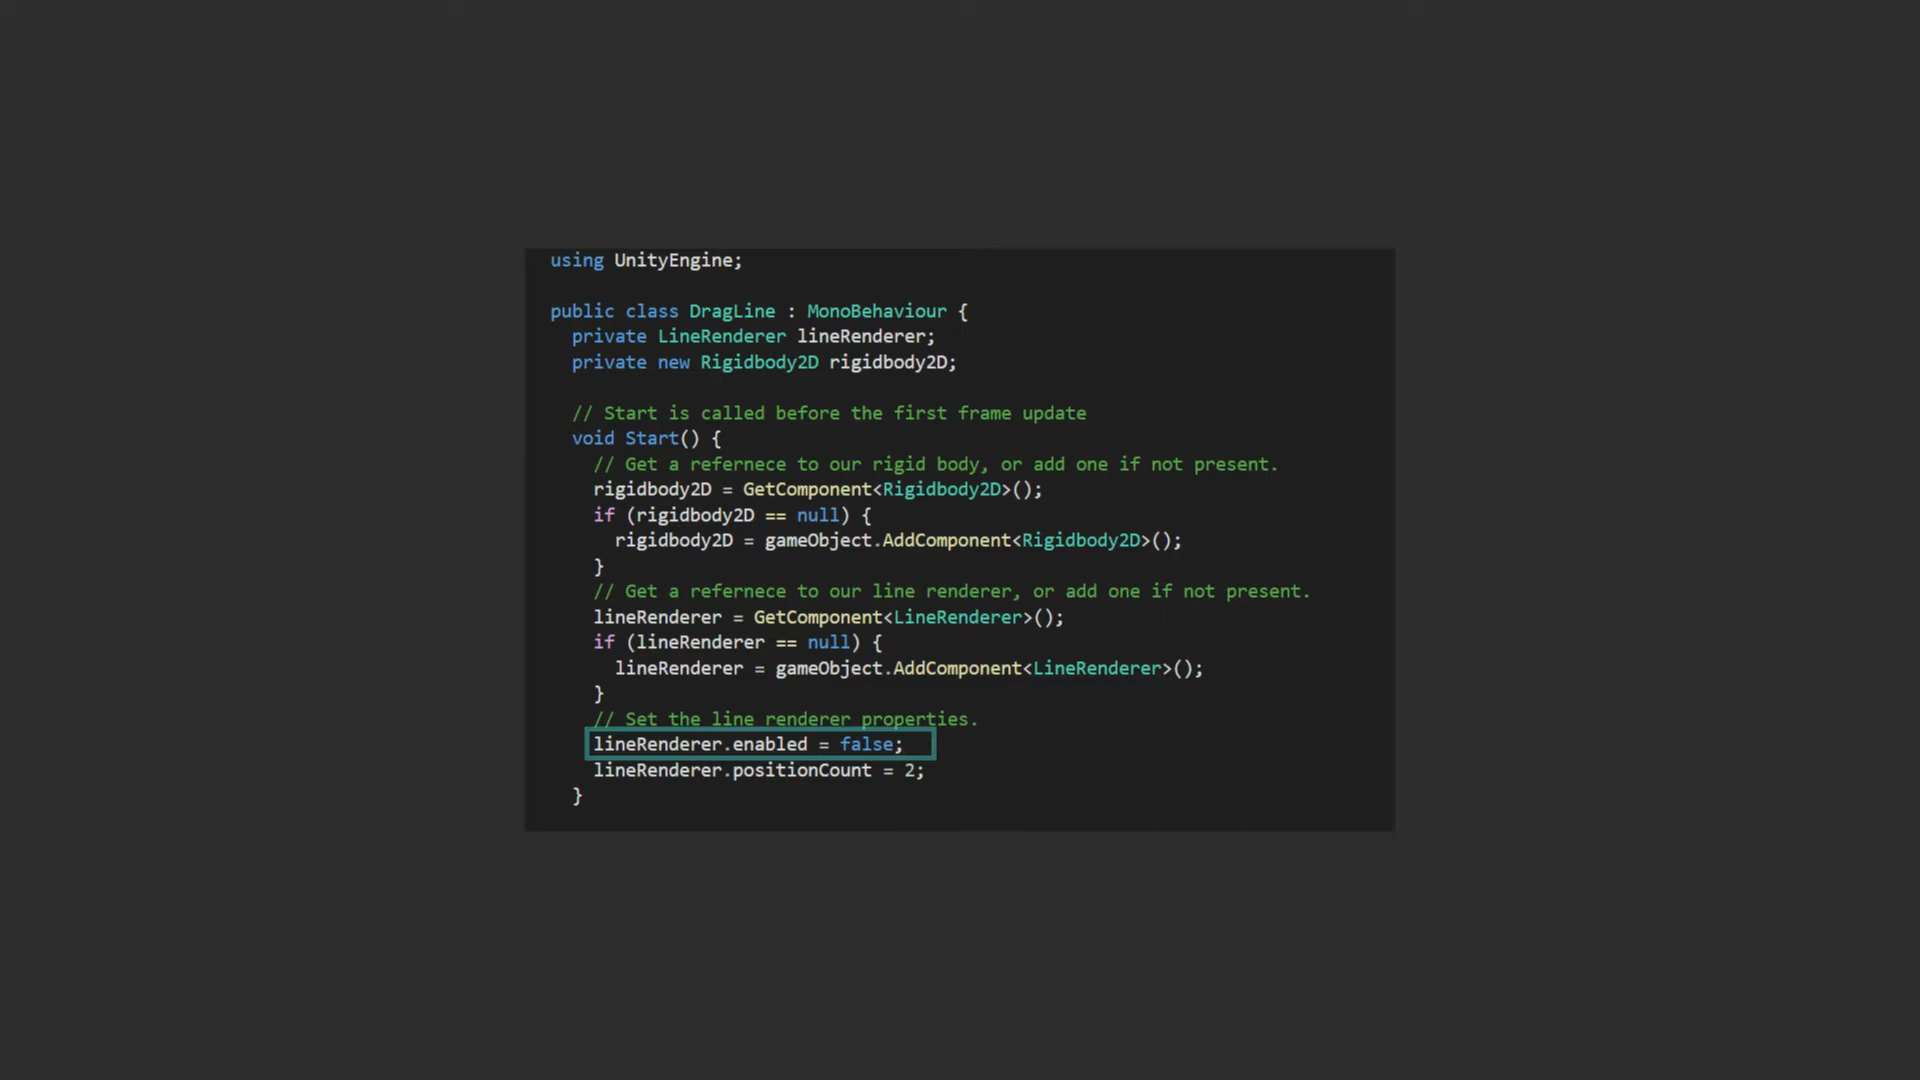 using UnityEngine;
public class DragLine : MonoBehaviour {
private LineRenderer lineRenderer;
private new Rigidbody2D rigidbody2D;
// Start is called before the first frame update
void Start() {
// Get a refernece to our rigid body, or add one if not present.
rigidbody2D = GetComponent<Rigidbody2D>();
if (rigidbody2D == null) {
rigidbody2D = gameObject.AddComponent<Rigidbody2D>();
}
// Get a refernece to our line renderer, or add one if not present.
lineRenderer = GetComponent<LineRenderer>();
if (lineRenderer == null) {
lineRenderer = gameObject.AddComponent<LineRenderer>();
}
// Set the line renderer properties.
lineRenderer.enabled = false;
lineRenderer.positionCount = 2;
}